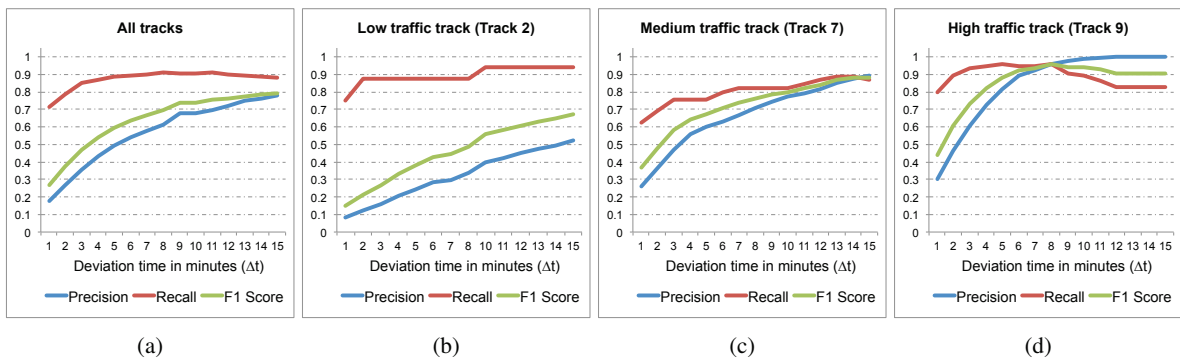 All tracks
1
0.9
0.8
0.7
0.6
0.5
0.4
0.3
0.2
0.1
0
1 2 3 4 5 6 7 8 9 10 11 12 13 14 15
Deviation time in minutes (Δt)
Precision Recall F1 Score
(a)
Low traffic track (Track 2)
1
0.9
0.8
0.7
0.6
0.5
0.4
0.3
0.2
0.1
0
1 2 3 4 5 6 7 8 10 11 12 13 14 15
Deviation time in minutes (Δt)
Precision Recall F1 Score
(b)
Medium traffic track (Track 7)
1
0.9
0.8
0.7
0.6
0.5
0.4
0.3
0.2
0.1
0
1 2 3 4 5 6 7 8 9 10 11 12 13 14 15
Deviation time in minutes (Δt)
Precision Recall F1 Score
(c)
High traffic track (Track 9)
1
0.9
0.8
0.7
0.6
0.5
0.4
0.3
0.2
0.1
0
1 2 3 4 5 6 7 8 9 10 11 12 13 14 15
Deviation time in minutes (Δt)
Precision Recall F1 Score
(d)